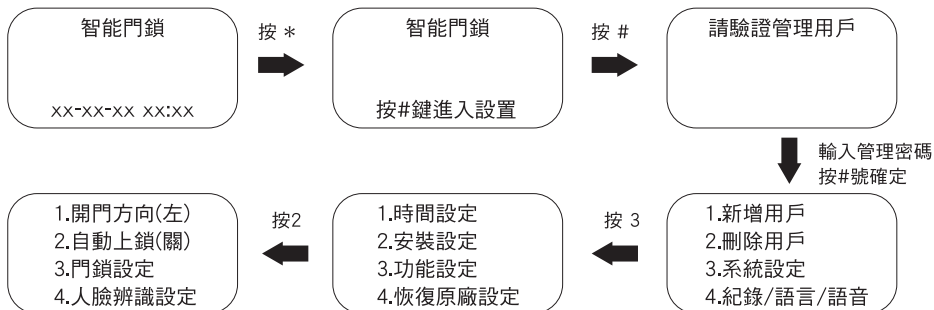 智能門鎖
xx-xx-xx xx:xx
按 *
智能門鎖
按#鍵進入設置
按 #
請驗證管理用戶
輸入管理密碼
按#號確定
1.新增用戶
2.刪除用戶
3.系統設定
4.紀錄/語言/語音
按 3
1.時間設定
2.安裝設定
3.功能設定
4.恢復原廠設定
按2
1.開門方向(左)
2.自動上鎖(關)
3.門鎖設定
4.人臉辨識設定